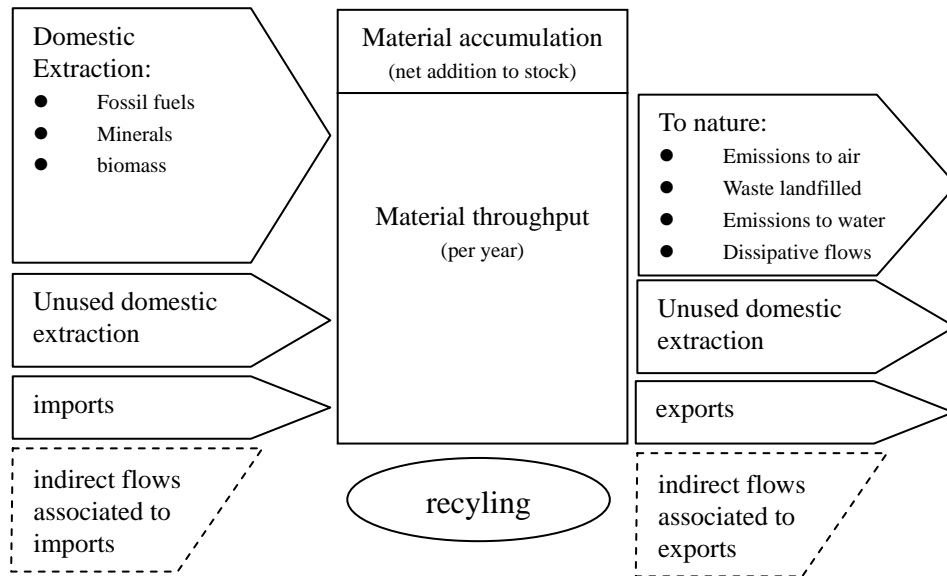 Domestic
Extraction:
● Fossil fuels
● Minerals
● biomass
Unused domestic
extraction
imports
indirect flows
associated to
imports
Material accumulation
(net addition to stock)
Material throughput
(per year)
recyling
To nature:
● Emissions to air
● Waste landfilled
● Emissions to water
● Dissipative flows
Unused domestic
extraction
exports
indirect flows
associated to
exports